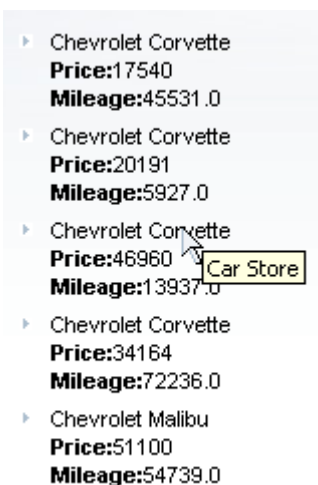 Chevrolet Corvette
Price:17540
Mileage:45531.0
Chevrolet Corvette
Price:20191
Mileage:5927.0
Chevrolet Corvette
Price:46960
Car Store
Mileage:13937.0
Chevrolet Corvette
Price:34164
Mileage:72236.0
Chevrolet Malibu
Price:51100
Mileage:54739.0